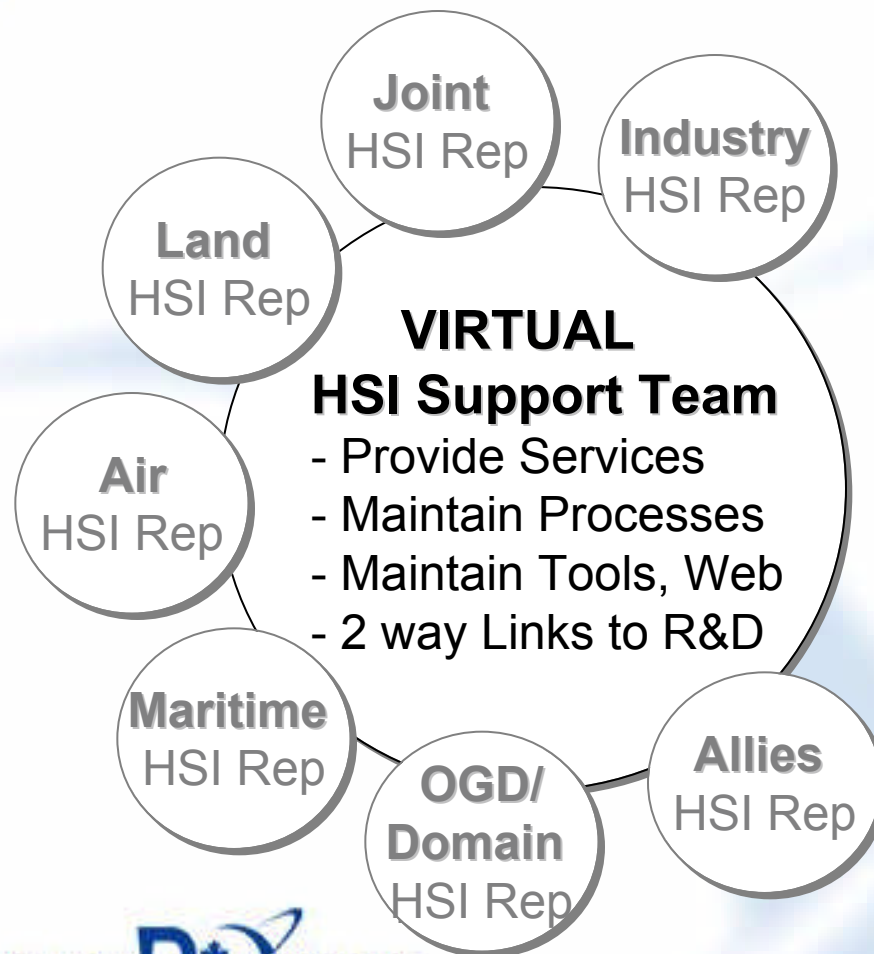 Joint
HSI Rep
Industry
HSI Rep
Land
HSI Rep
VIRTUAL
HSI Support Team
- Provide Services
- Maintain Processes
- Maintain Tools, Web
- 2 way Links to R&D
Air
HSI Rep
Maritime
HSI Rep
OGD/
Domain
HSI Rep
Allies
HSI Rep